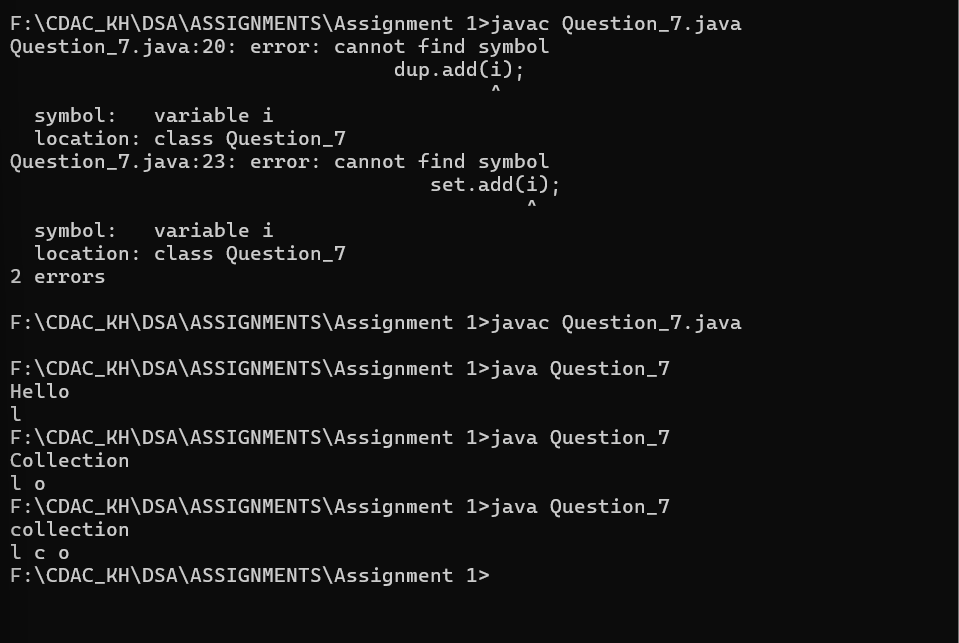 F:\CDAC_KH\DSA\ASSIGNMENTS\Assignment 1>javac Question_7.java
Question_7.java:20: error: cannot find symbol
                                dup.add(i);
                                        ^
  symbol:   variable i
  location: class Question_7
Question_7.java:23: error: cannot find symbol
                                   set.add(i);
                                           ^
  symbol:   variable i
  location: class Question_7
2 errors

F:\CDAC_KH\DSA\ASSIGNMENTS\Assignment 1>javac Question_7.java

F:\CDAC_KH\DSA\ASSIGNMENTS\Assignment 1>java Question_7
Hello
l
F:\CDAC_KH\DSA\ASSIGNMENTS\Assignment 1>java Question_7
Collection
l o
F:\CDAC_KH\DSA\ASSIGNMENTS\Assignment 1>java Question_7
collection
l c o
F:\CDAC_KH\DSA\ASSIGNMENTS\Assignment 1>